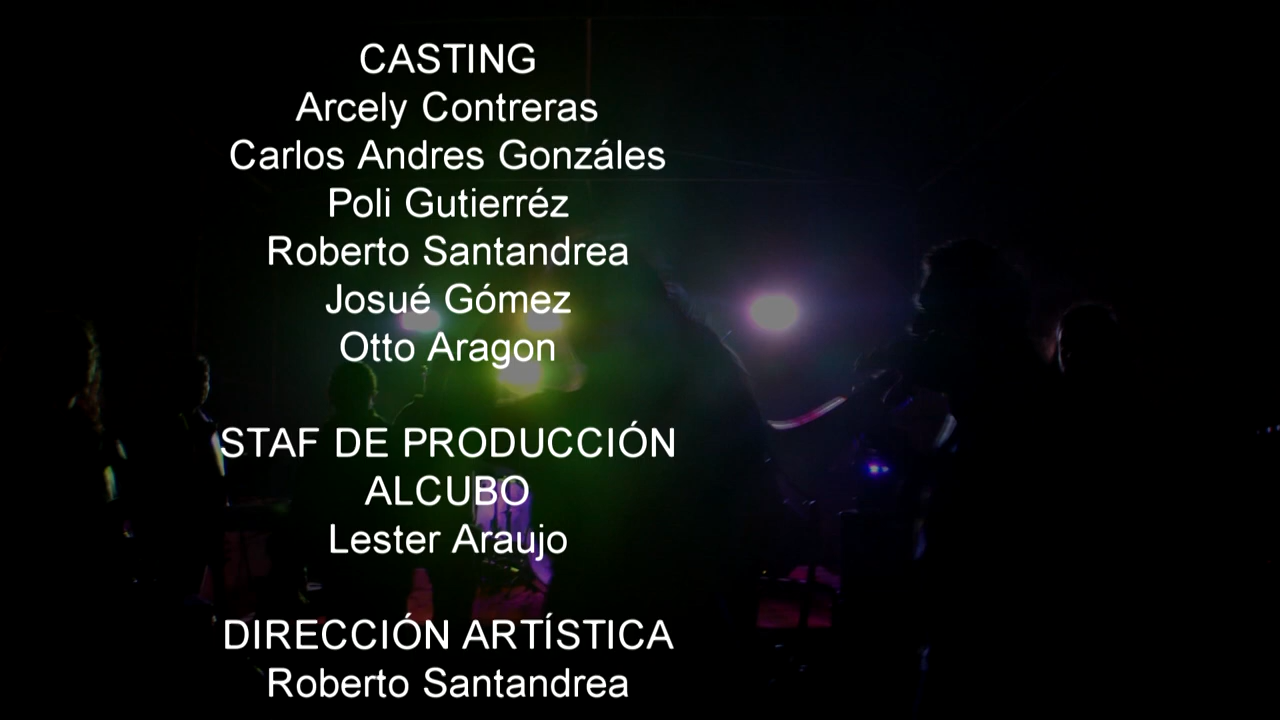 CASTING
Arcely Contreras
Carlos Andres Gonzáles
Poli Gutierréz
Roberto Santandrea
Josué Gómez
Otto Aragon
STAF DE PRODUCCIÓN
ALCUBO
Lester Araujo
DIRECCIÓN ARTÍSTICA
Roberto Santandrea